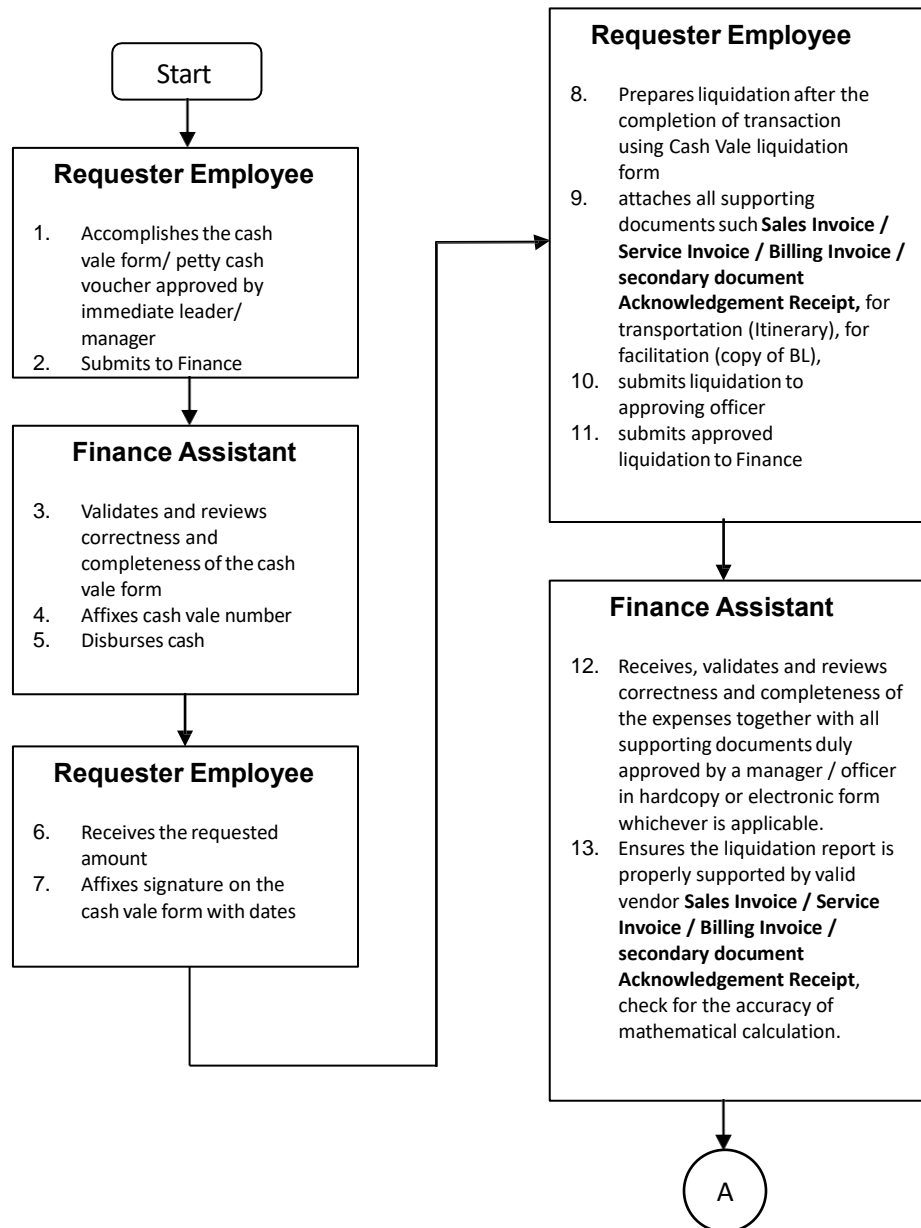 Start
Requester Employee
1. Accomplishes the cash
vale form/ petty cash
voucher approved by
immediate leader/
manager
2. Submits to Finance
Finance Assistant
3. Validates and reviews
correctness and
completeness of the cash
vale form
4. Affixes cash vale number
5. Disburses cash
Requester Employee
6. Receives the requested
amount
7. Affixes signature on the
cash vale form with dates
Requester Employee
8. Prepares liquidation after the
completion of transaction
using Cash Vale liquidation
form
9. attaches all supporting
documents such Sales Invoice /
Service Invoice / Billing Invoice /
secondary document
Acknowledgement Receipt, for
transportation (Itinerary), for
facilitation (copy of BL),
10. submits liquidation to
approving officer
11. submits approved
liquidation to Finance
Finance Assistant
12. Receives, validates and reviews
correctness and completeness of
the expenses together with all
supporting documents duly
approved by a manager / officer
in hardcopy or electronic form
whichever is applicable.
13. Ensures the liquidation report is
properly supported by valid
vendor Sales Invoice / Service
Invoice / Billing Invoice /
secondary document
Acknowledgement Receipt,
check for the accuracy of
mathematical calculation.
A